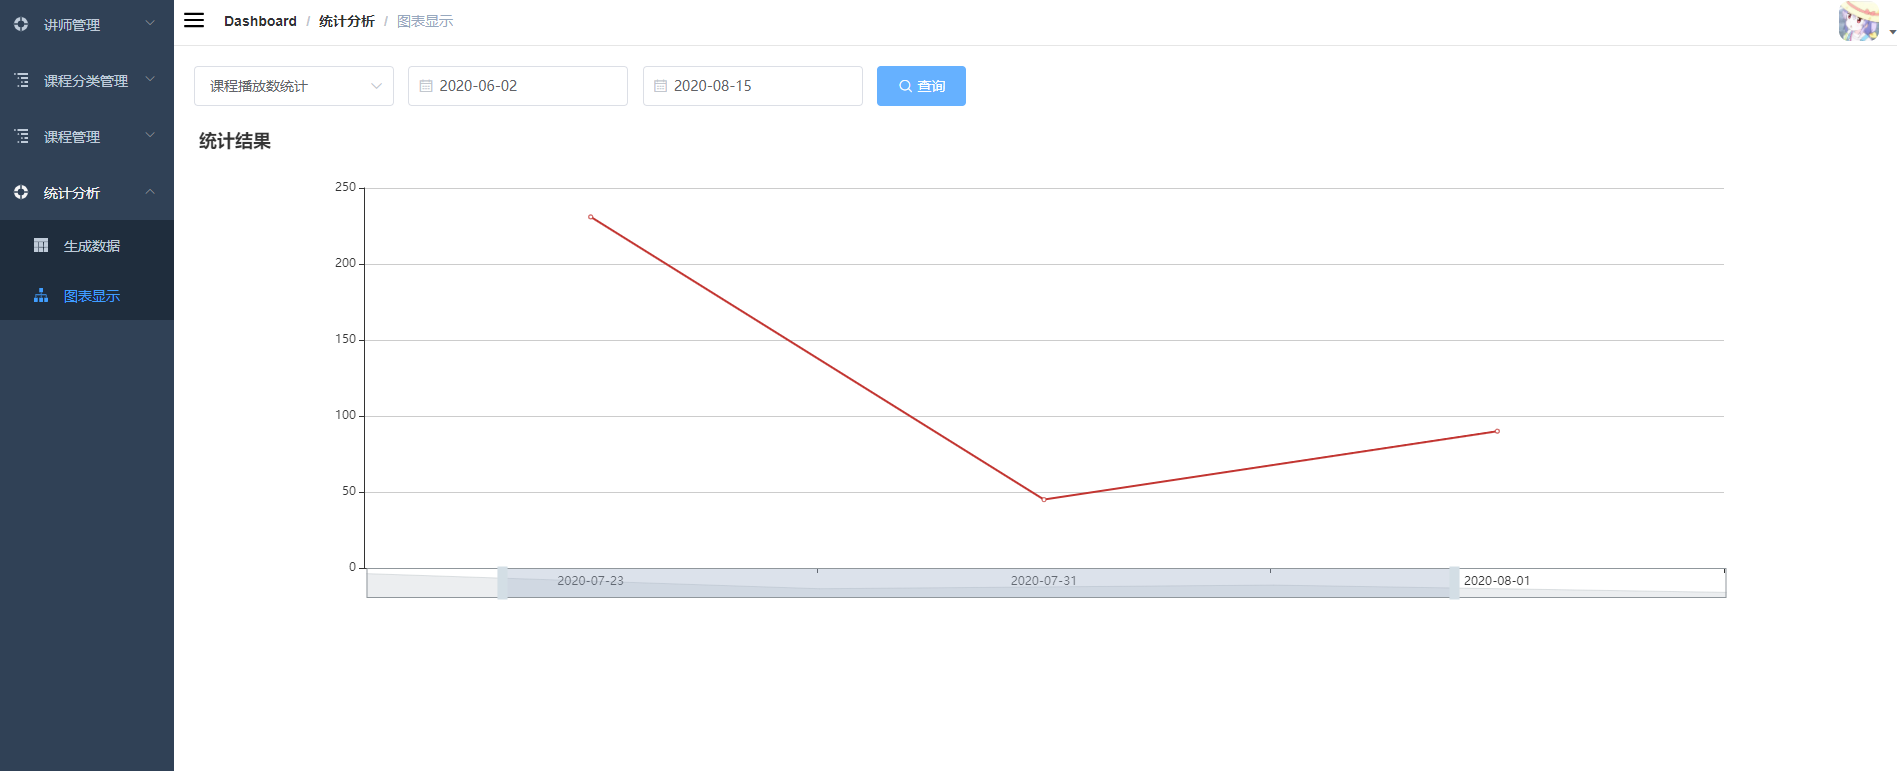 讲师管理
课程分类管理
课程管理
统计分析
生成数据
图表显示
Dashboard / 统计分析 / 图表显示
课程播放数统计 2020-06-02 2020-08-15 查询
统计结果
250
200
150
100
50
0
2020-07-23 2020-07-31 2020-08-01